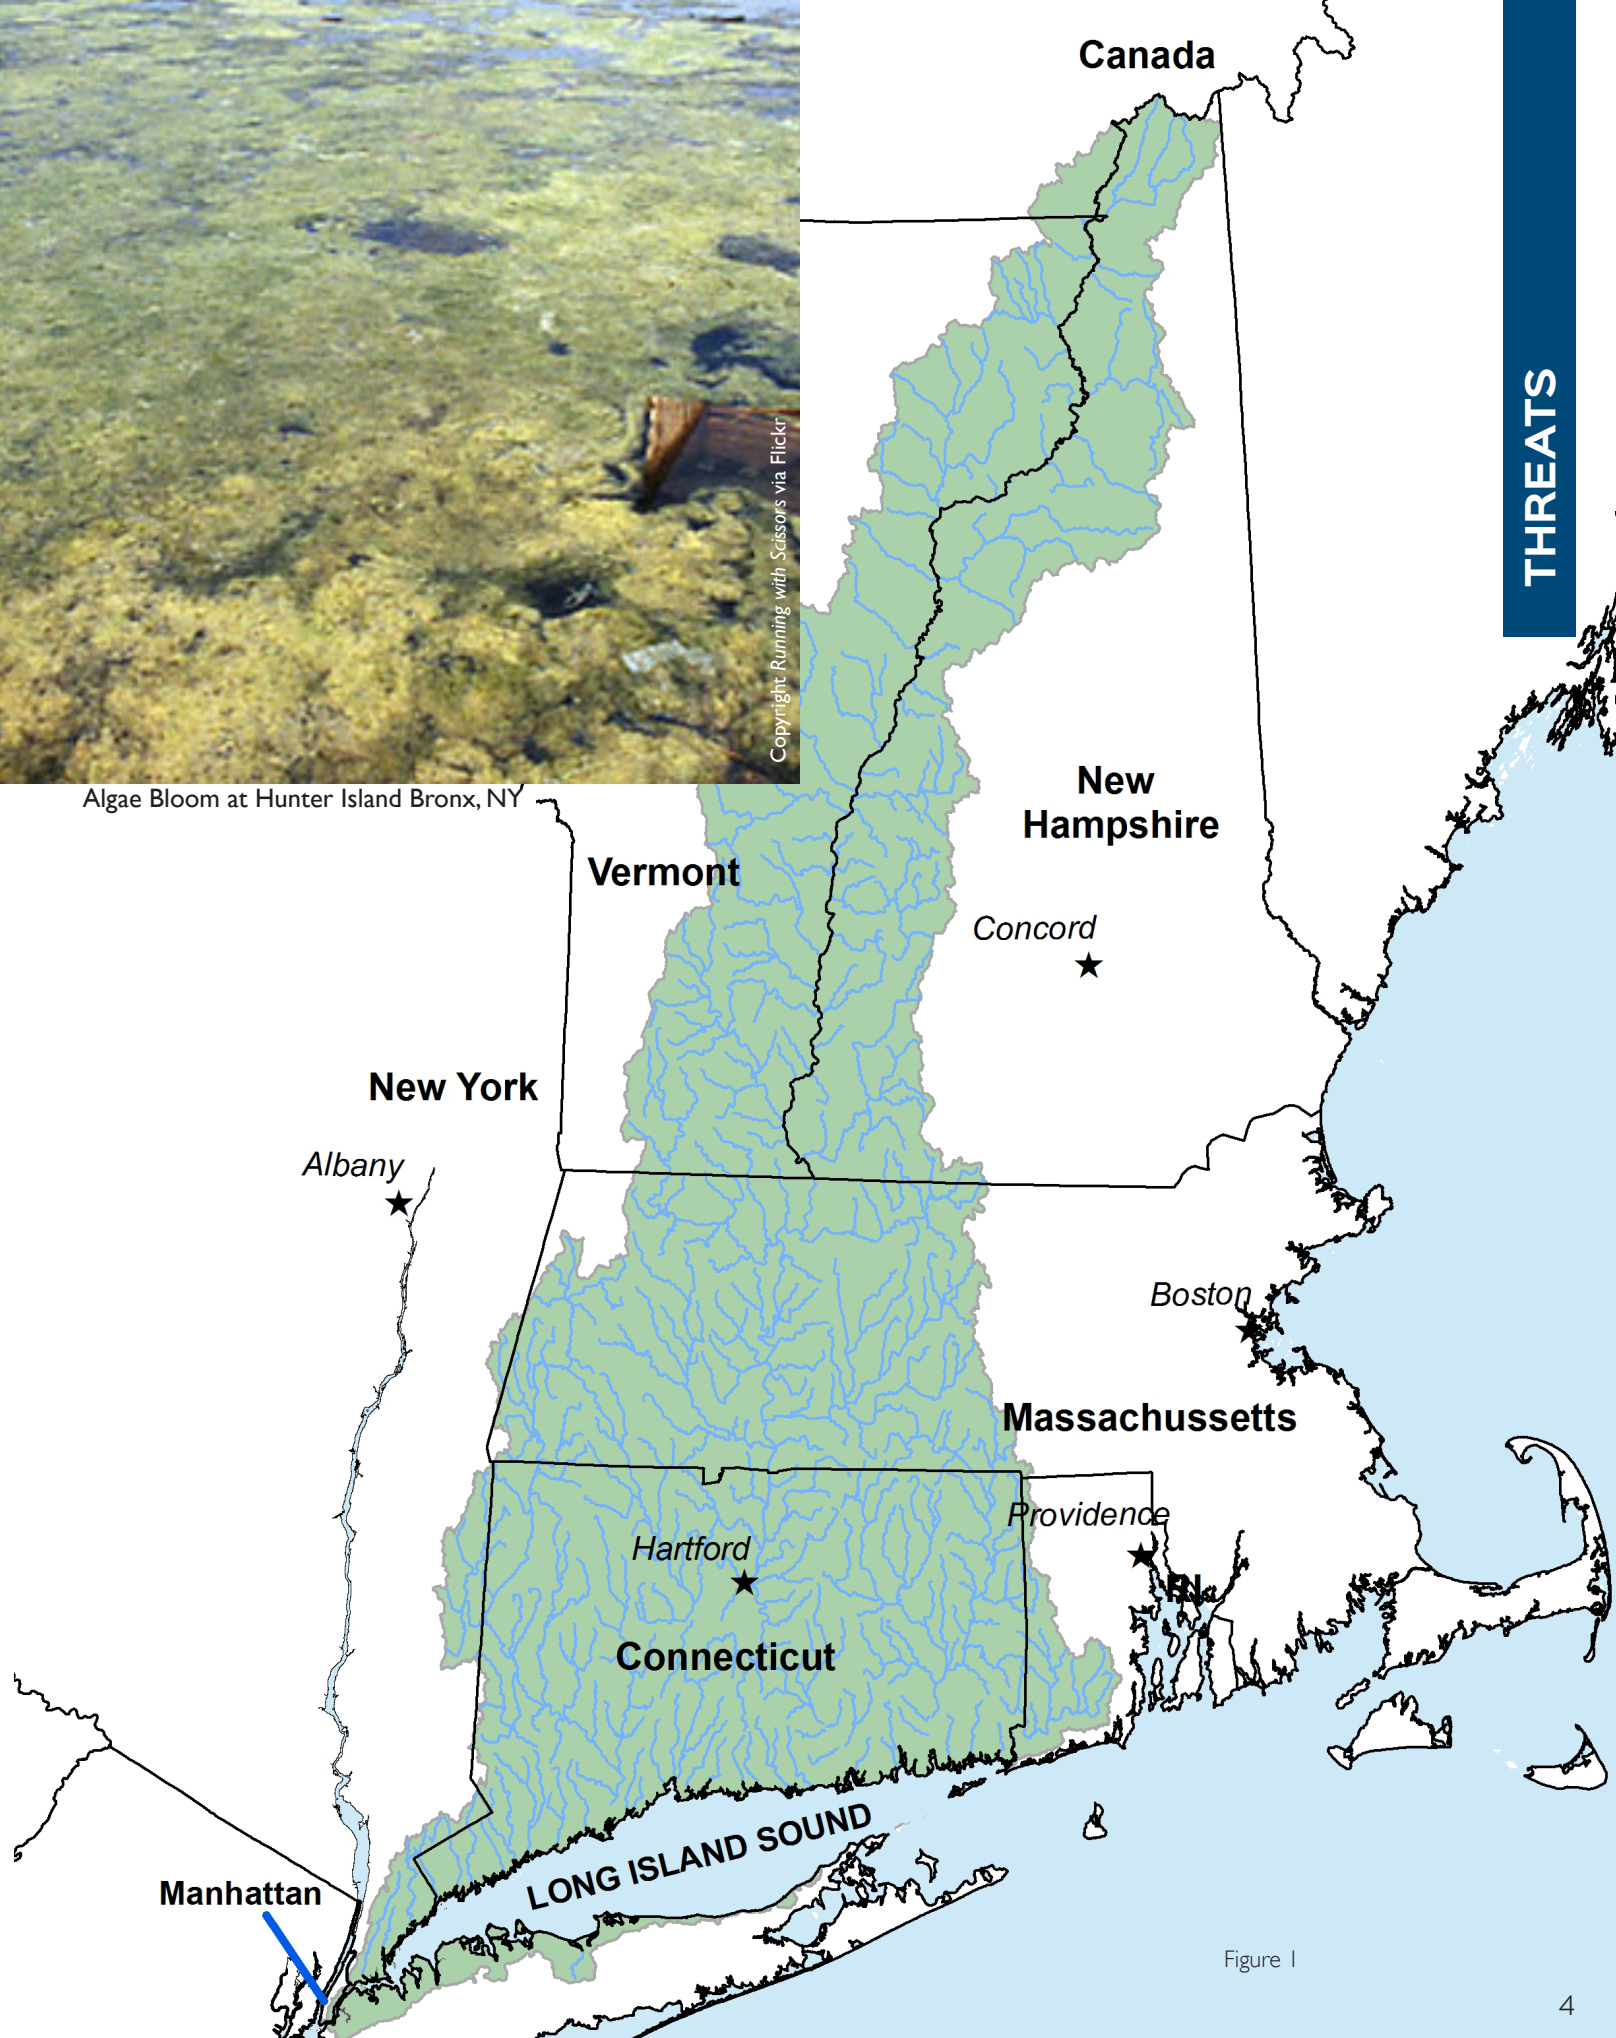 Canada
THREATS
Copyright Running with Scissors via Flickr
Algae Bloom at Hunter Island Bronx, NY
New
Hampshire
Vermont
Concord
New York
Albany
Boston
Massachussetts
Providence
Hartford
RI
Connecticut
LONG ISLAND SOUND
Manhattan
Figure 1
4